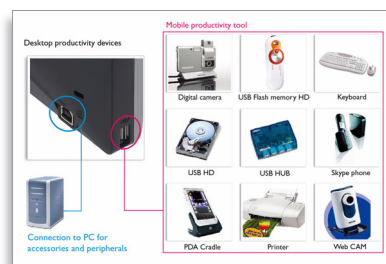 Mobile productivity tool
Desktop productivity devices
Digital camera
USB Flash memory HD
Keyboard
USB HD
USB HUB
Skype phone
Connection to PC for
accessories and peripherals
PDA Cradle
Printer
Web CAM